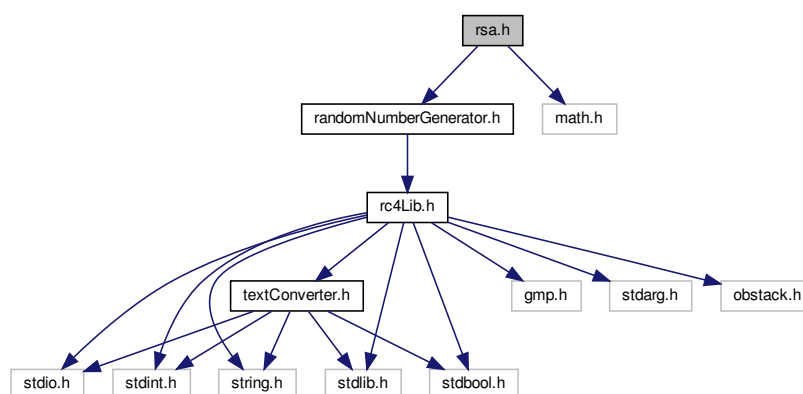 rsa.h
randomNumberGenerator.h
math.h
rc4Lib.h
textConverter.h
gmp.h
stdarg.h
obstack.h
stdio.h
stdint.h
string.h
stdlib.h
stdbool.h